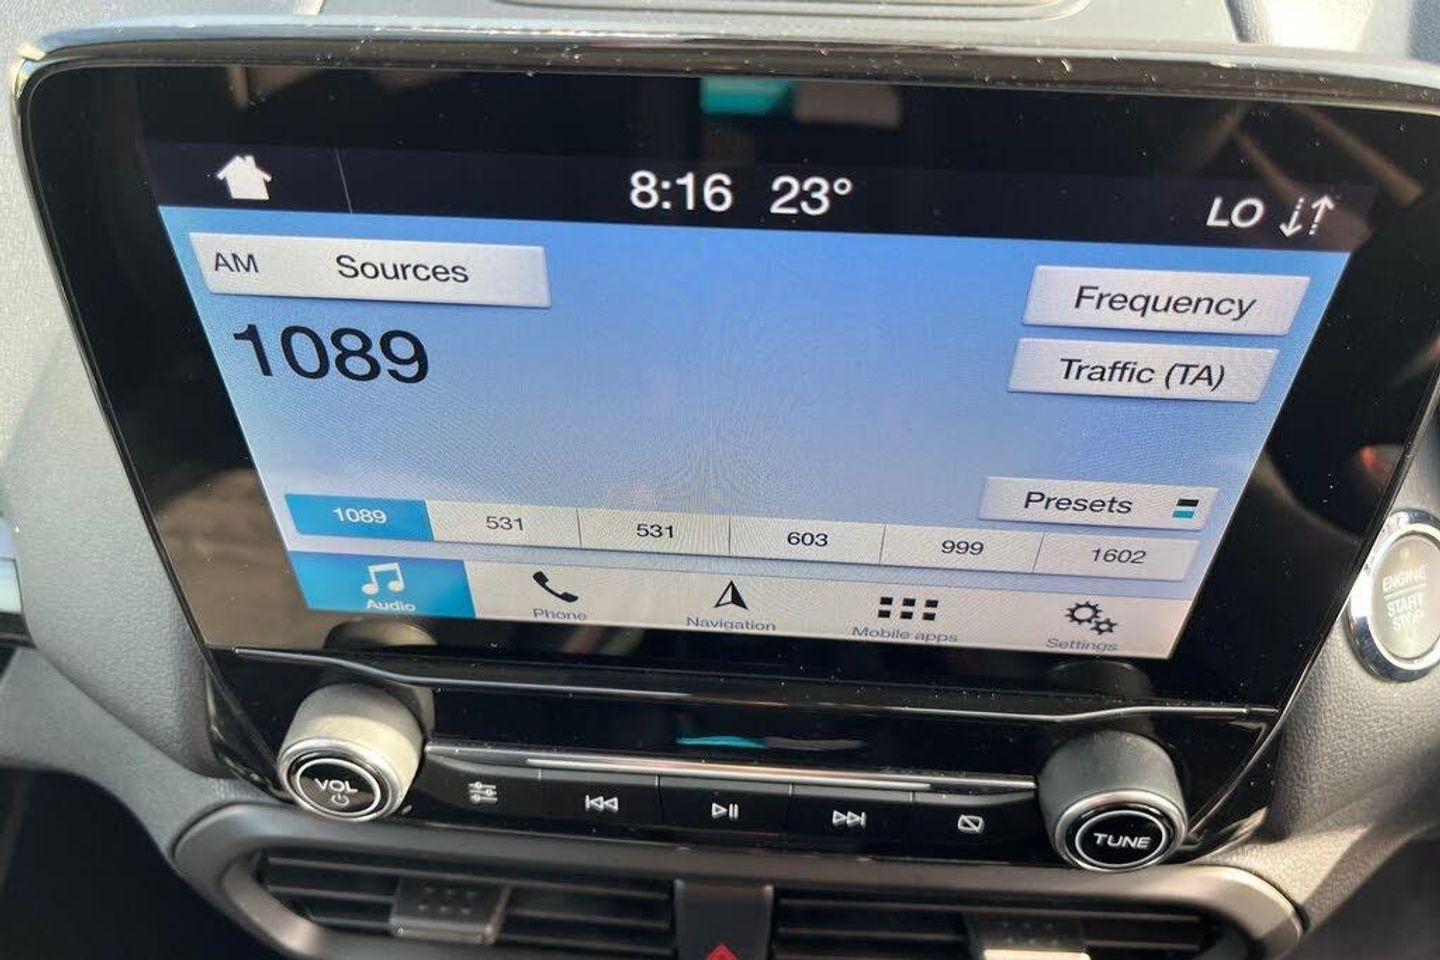 8:16 23° LO
AM Sources
Frequency
1089
Traffic (TA)
Presets
1089 531 531 603 999 1602
Audio Phone Navigation Mobile apps Settings
ENGINE
START
STOP
VOL
TUNE